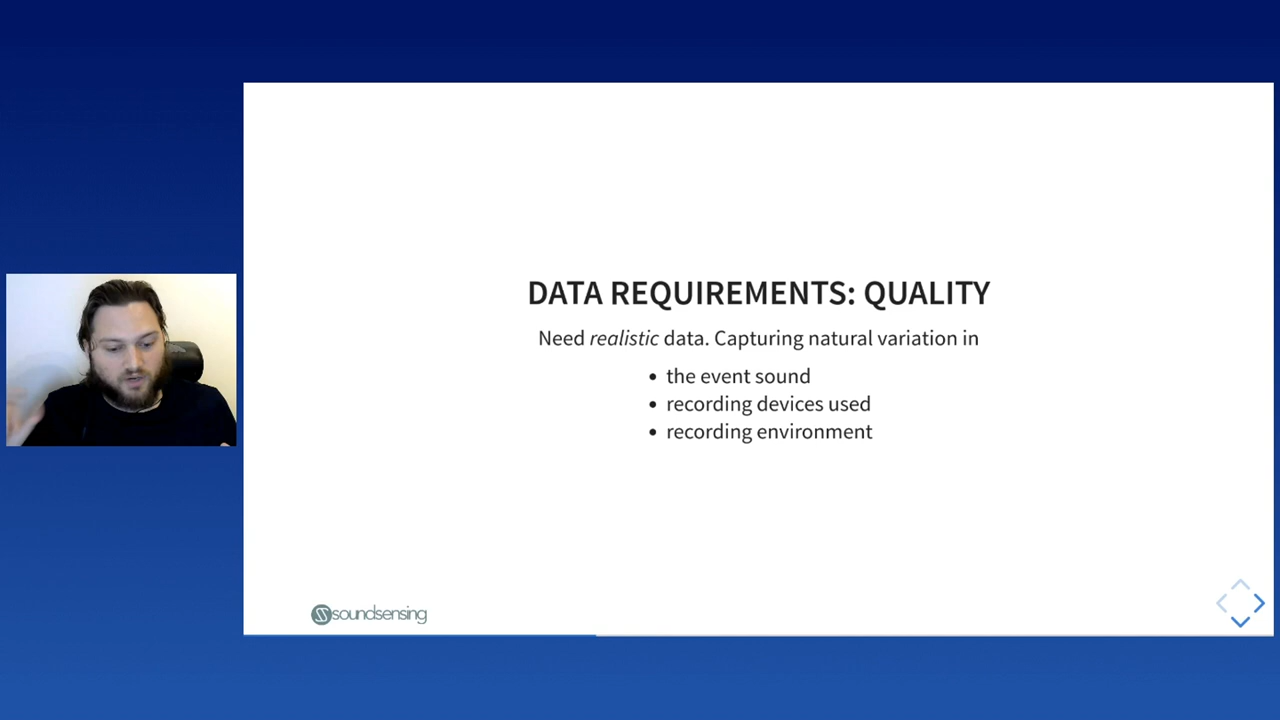 DATA REQUIREMENTS: QUALITY
Need realistic data. Capturing natural variation in
• the event sound
• recording devices used
• recording environment
soundsensing